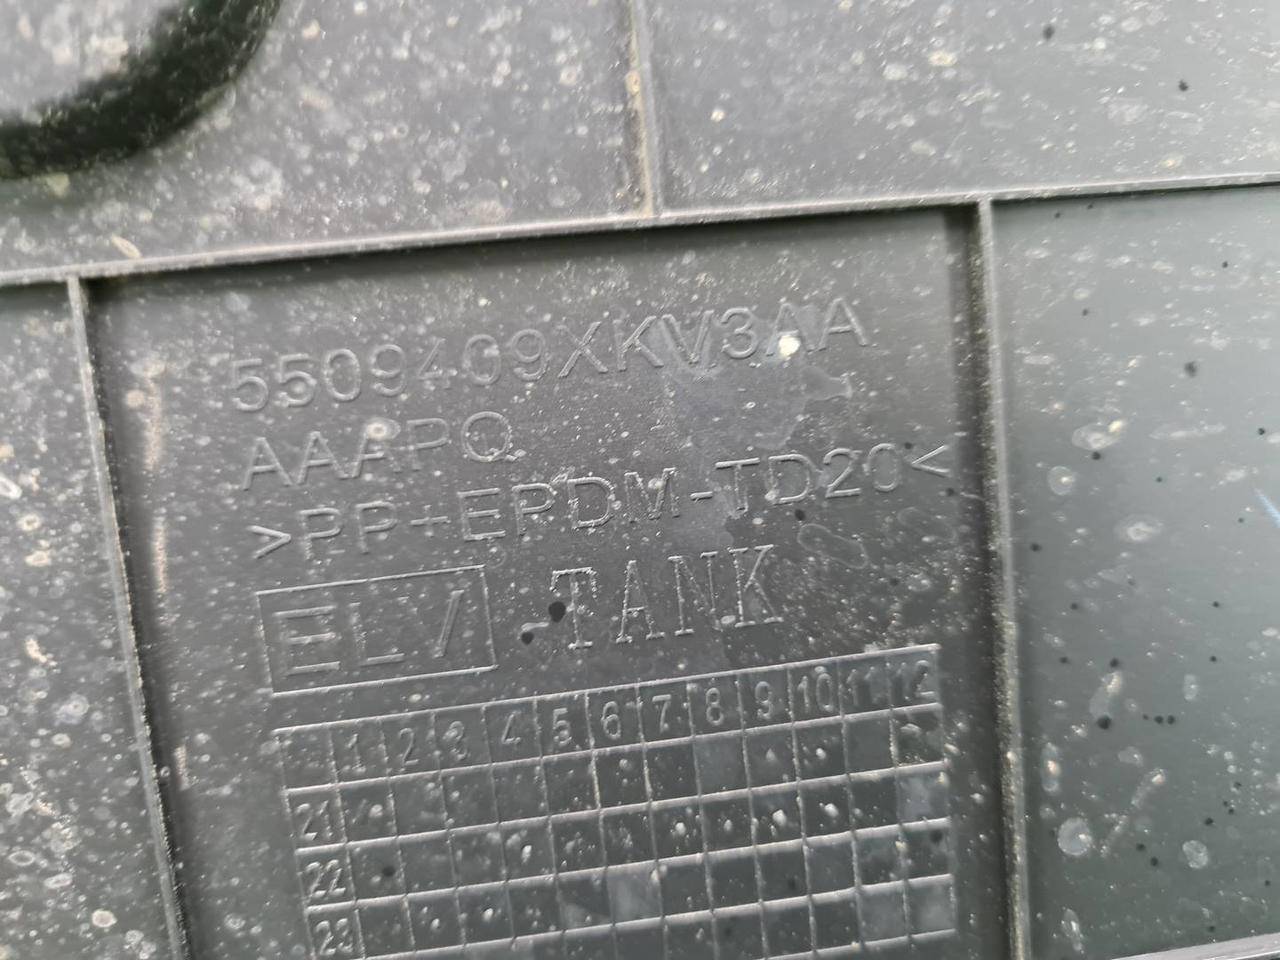 5509409XKV3AA
AAAPQ
>PP+EPDM-TD20<
ELV -TANK
1 2 3 4 5 6 7 8 9 10 11 12
21
22
23